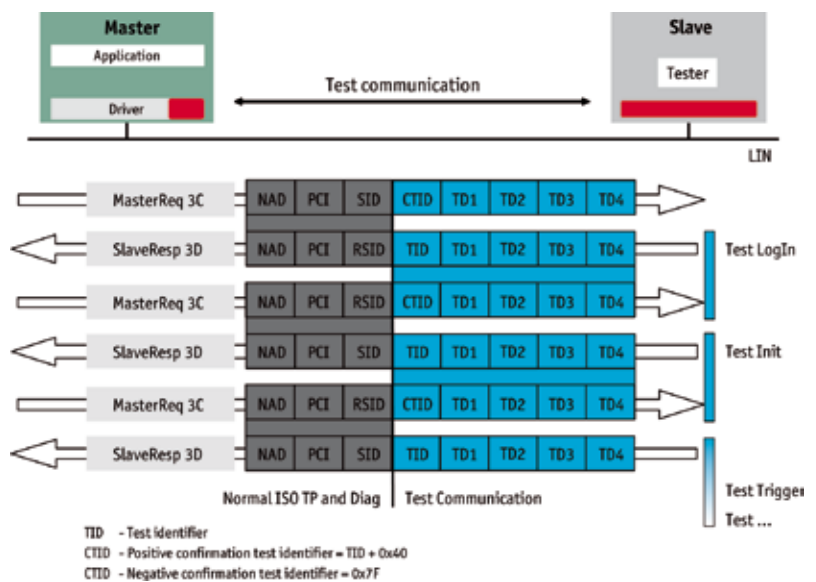 Master
Application
Driver
Test communication
Slave
Tester
LIN
MasterReq 3C NAD PCI SID CTID TD1 TD2 TD3 TD4
SlaveResp 3D NAD PCI RSID TID TD1 TD2 TD3 TD4
Test LogIn
MasterReq 3C NAD PCI RSID CTID TD1 TD2 TD3 TD4
SlaveResp 3D NAD PCI SID TID TD1 TD2 TD3 TD4
Test Init
MasterReq 3C NAD PCI RSID CTID TD1 TD2 TD3 TD4
SlaveResp 3D NAD PCI SID TID TD1 TD2 TD3 TD4
Test Trigger
Test ...
Normal ISO TP and Diag
Test Communication
TID - Test identifier
CTID - Positive confirmation test identifier = TID + 0x40
CTID - Negative confirmation test identifier = 0x7F